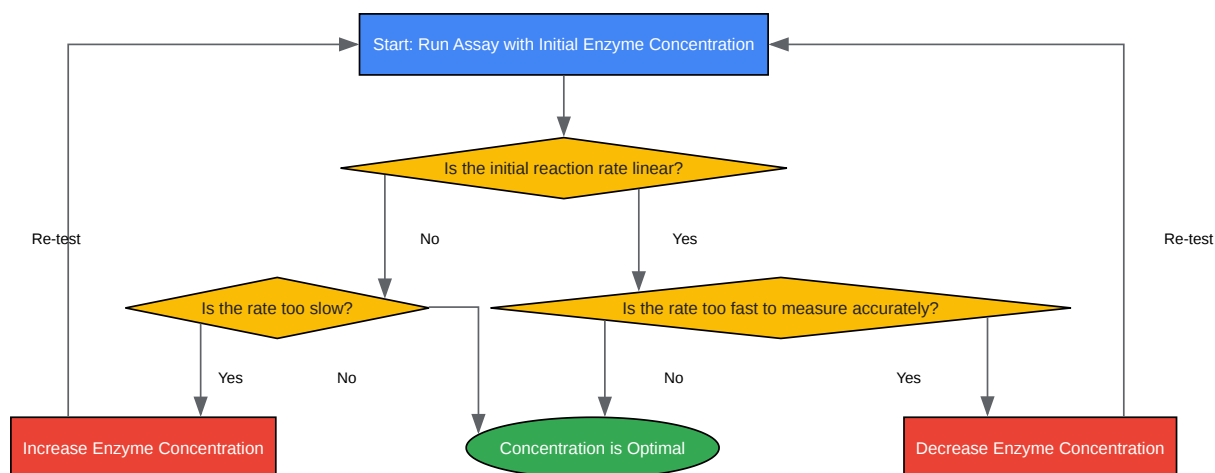 Start: Run Assay with Initial Enzyme Concentration
Is the initial reaction rate linear?
Re-test
No
Yes
Re-test
Is the rate too slow?
Is the rate too fast to measure accurately?
Yes
No
No
Yes
Increase Enzyme Concentration
Concentration is Optimal
Decrease Enzyme Concentration